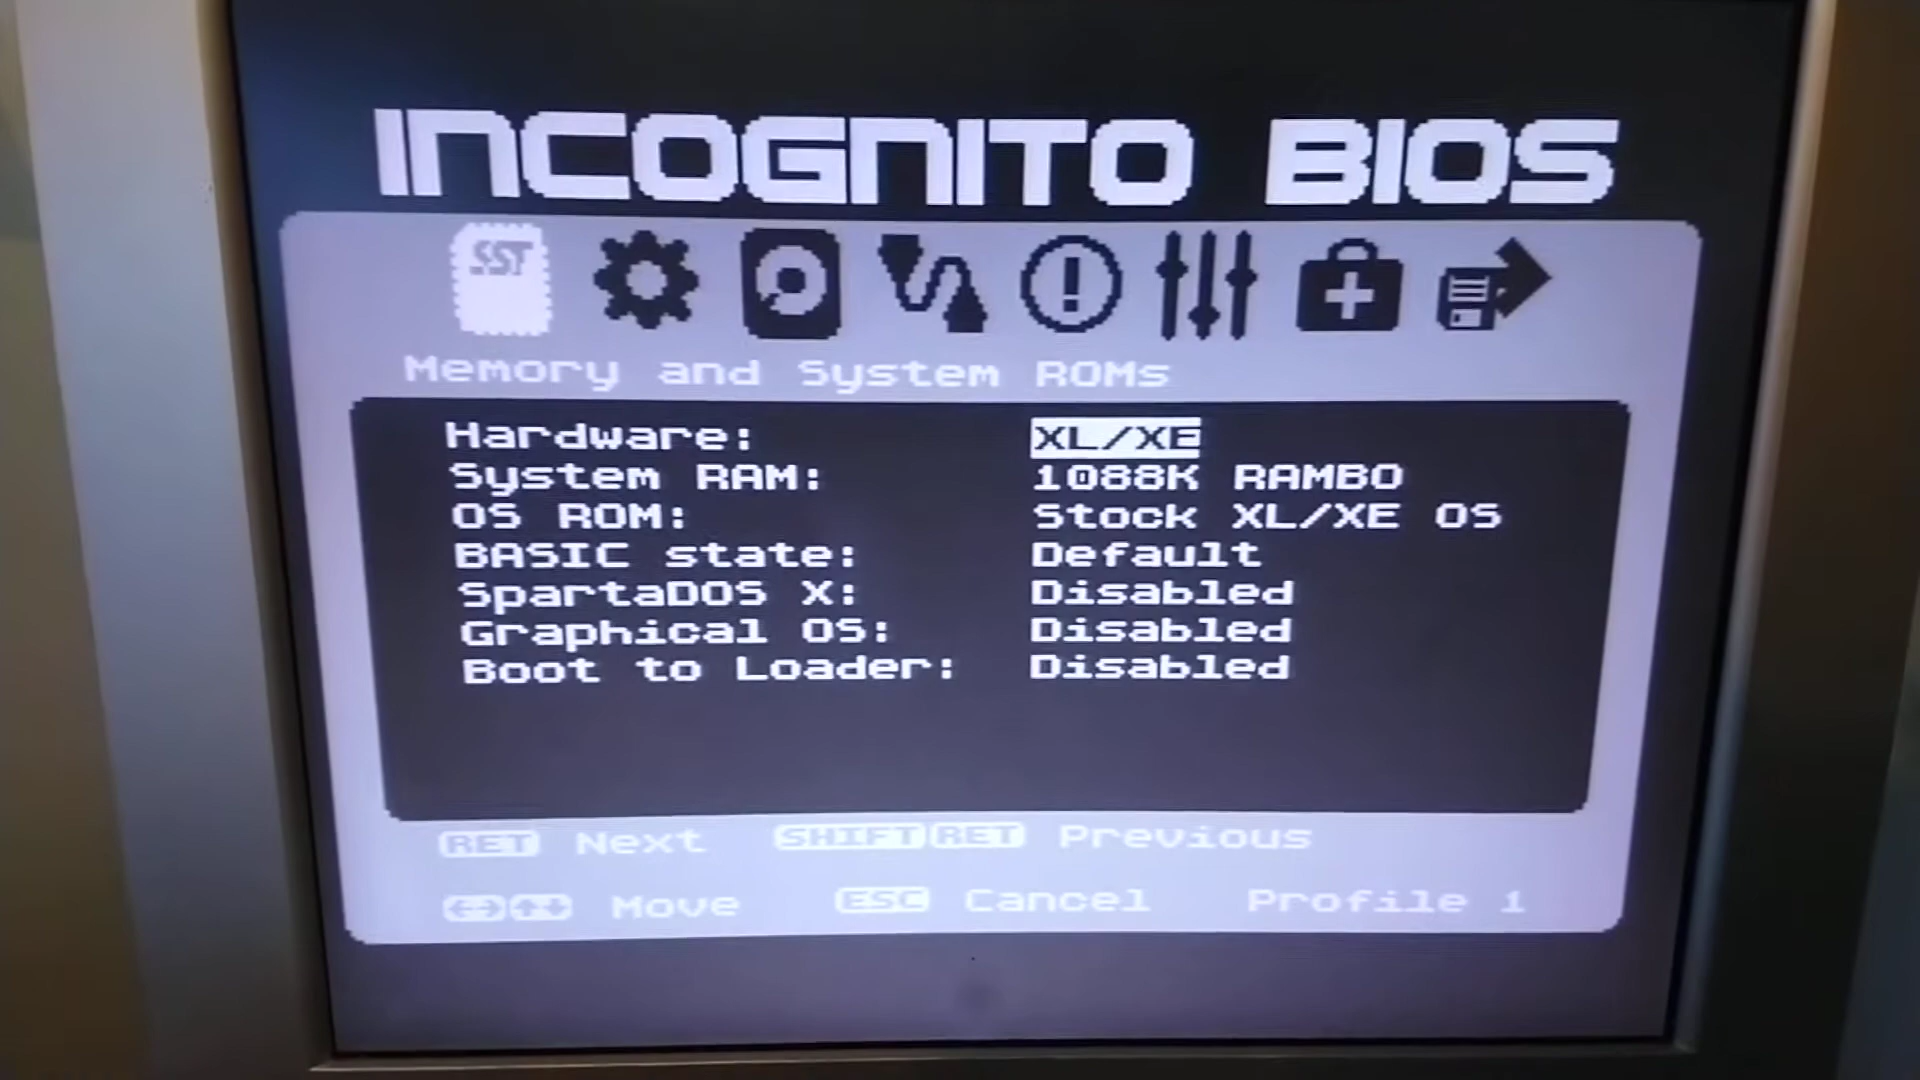 INCOGNITO BIOS
SST
Memory and System ROMs
Hardware: XL/XE
System RAM: 1088K RAMBO
OS ROM: Stock XL/XE OS
BASIC state: Default
SpartaDOS X: Disabled
Graphical OS: Disabled
Boot to Loader: Disabled
RET Next SHIFT RET Previous
Move ESC Cancel Profile 1